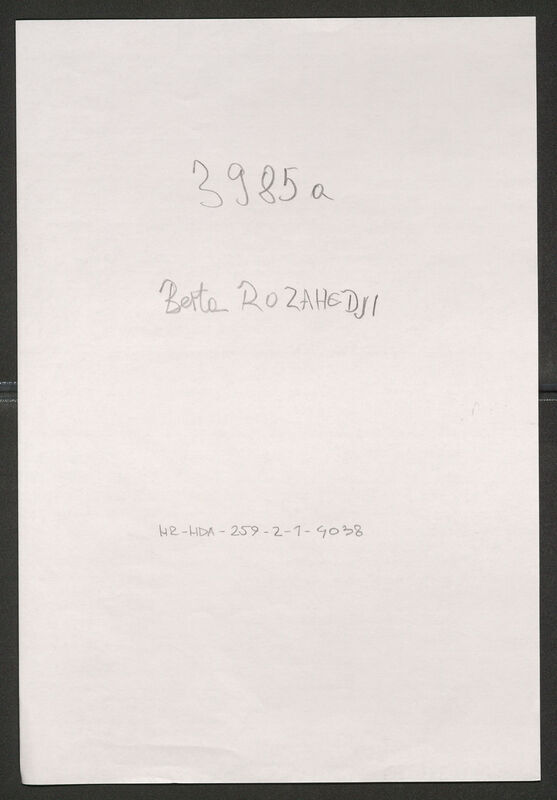 3985a
Berta ROZAHEDJI
HR-HDA-259-2-1-4038